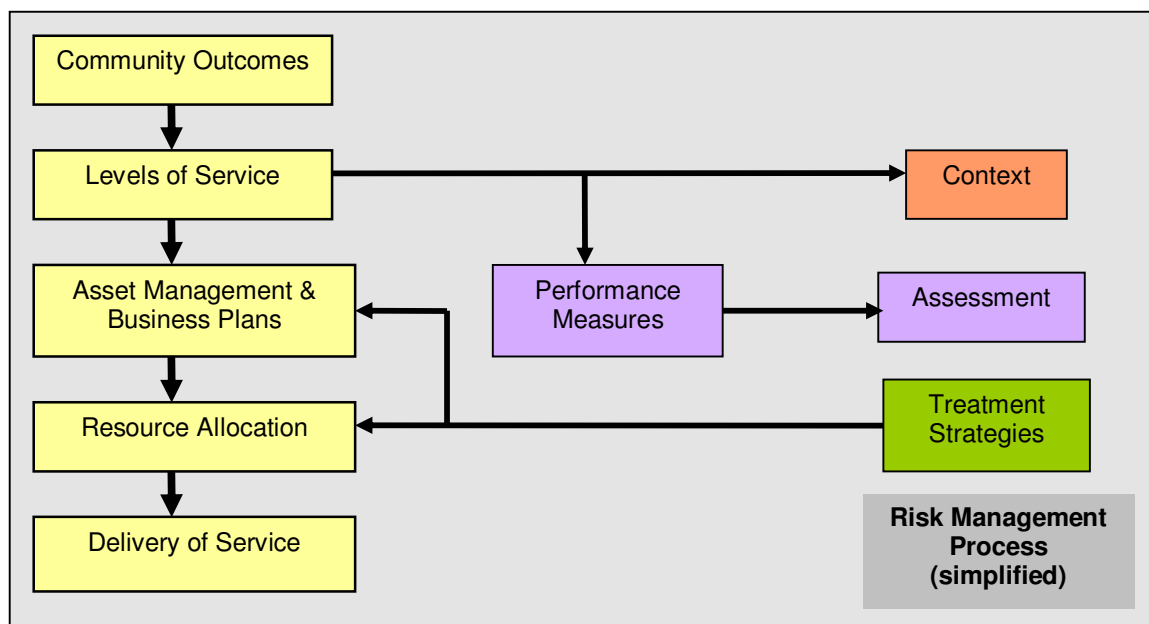 Community Outcomes
Levels of Service
Context
Asset Management &
Business Plans
Performance
Measures
Assessment
Resource Allocation
Treatment
Strategies
Delivery of Service
Risk Management
Process
(simplified)